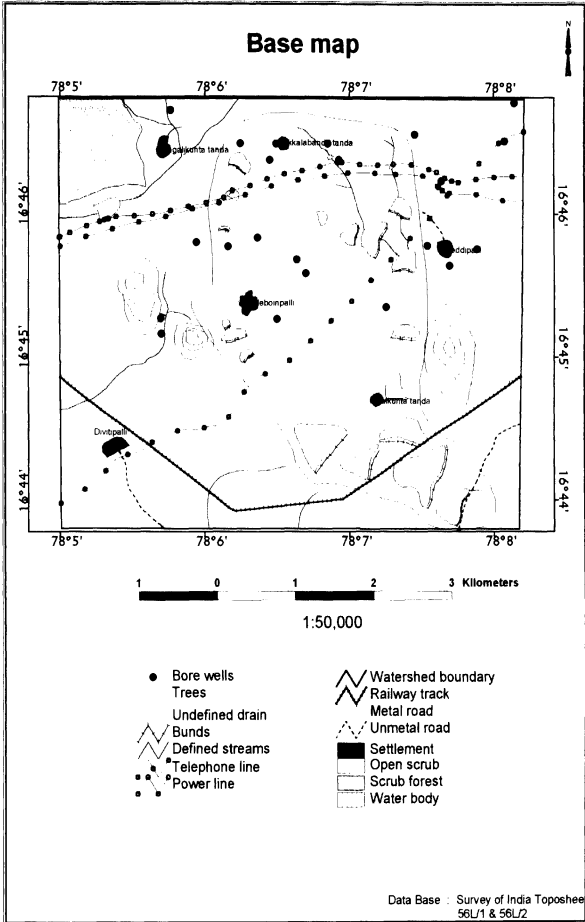 N
Base map
78°5' 78°6' 78°7' 78°8'
kalabanda tanda
16°46' 16°46'
eboinpalli
16°45' 16°45'
Divitipalli
16°44' 16°44'
78°5' 78°6' 78°7' 78°8'
1 0 1 2 3 Kilometers
1:50,000
Bore wells
Trees
Undefined drain
Bunds
Defined streams
Telephone line
Power line
Watershed boundary
Railway track
Metal road
Unmetal road
Settlement
Open scrub
Scrub forest
Water body
Data Base : Survey of India Toposhee
56L/1 & 56L/2